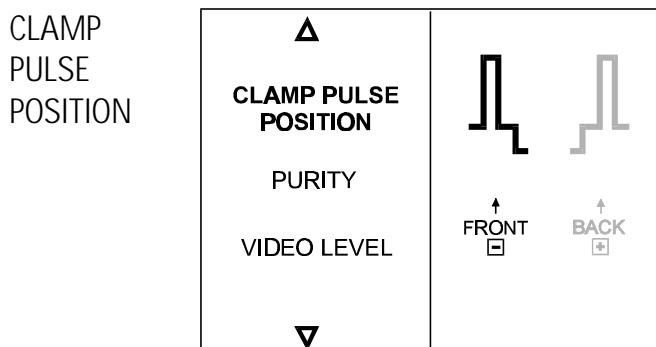 CLAMP
PULSE
POSITION
CLAMP PULSE
POSITION
PURITY
VIDEO LEVEL
FRONT
BACK